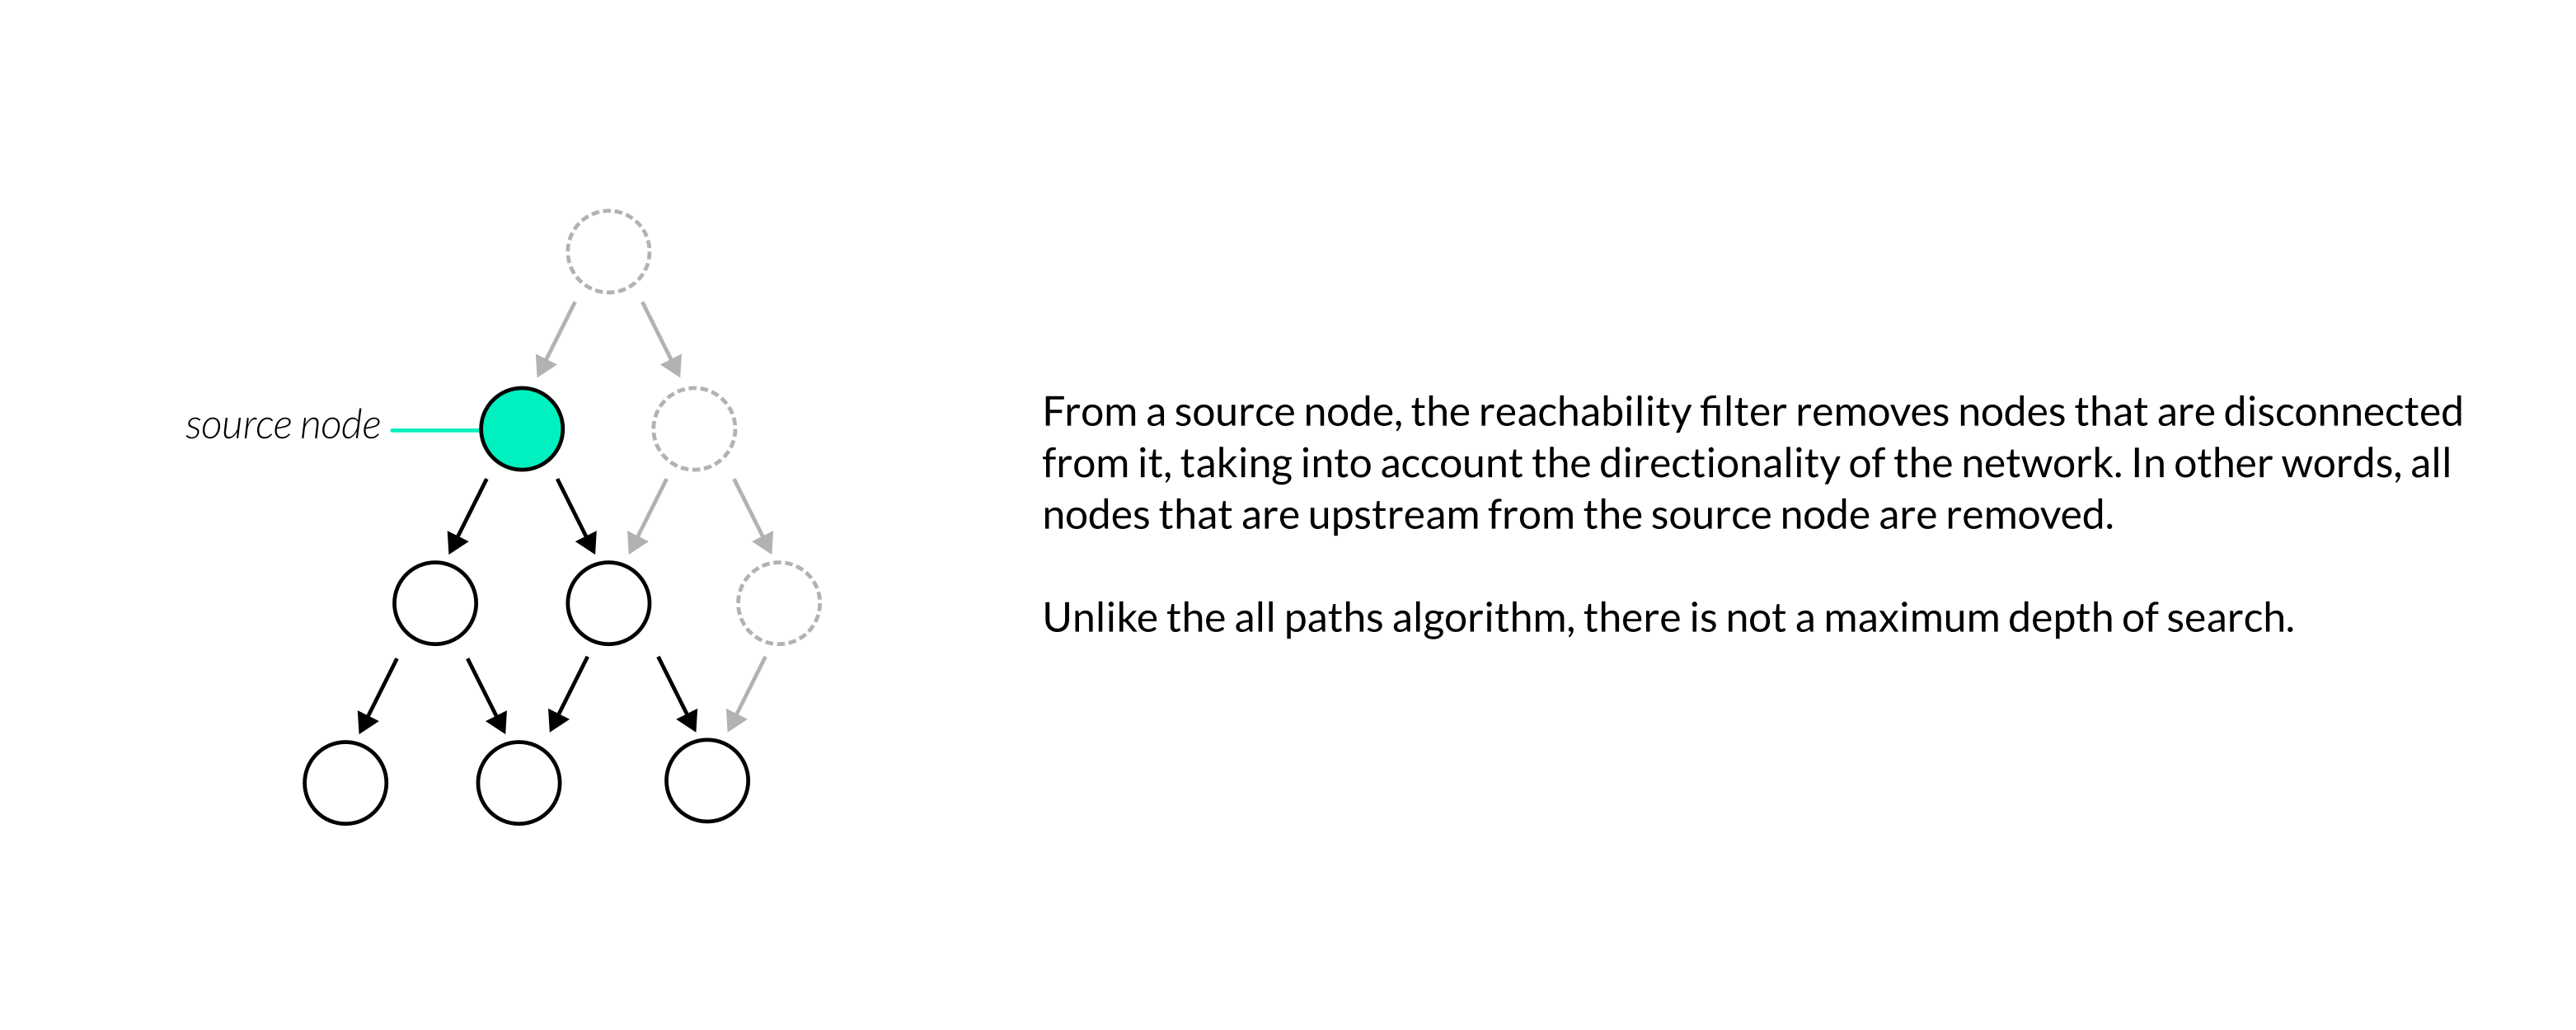 source node
From a source node, the reachability filter removes nodes that are disconnected
from it, taking into account the directionality of the network. In other words, all
nodes that are upstream from the source node are removed.
Unlike the all paths algorithm, there is not a maximum depth of search.